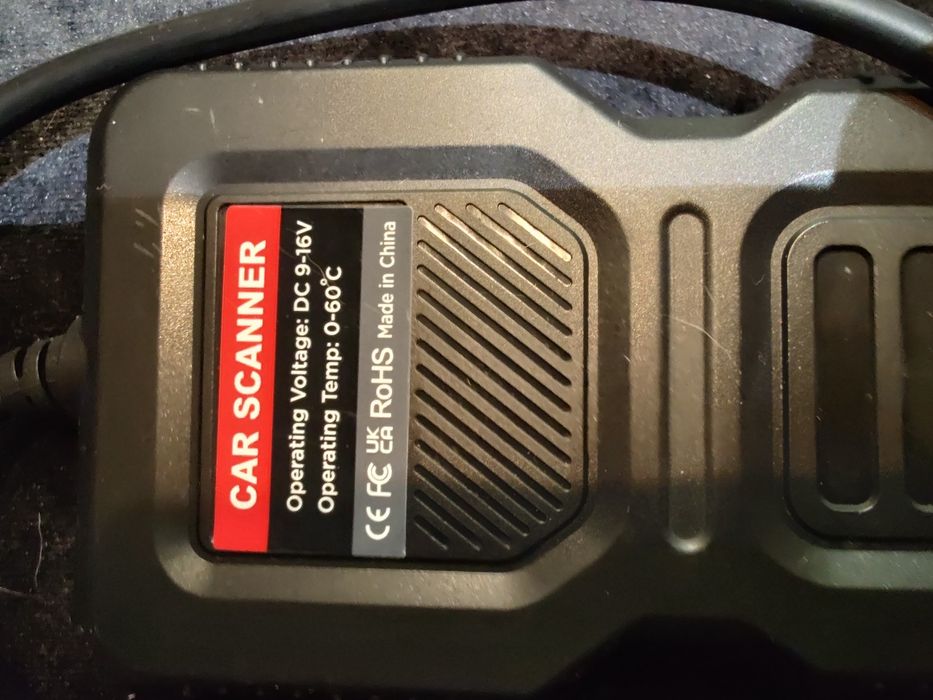 CAR SCANNER
Operating Voltage: DC 9-16V
Operating Temp: 0-60°C
CE FC UK CA RoHS Made in China